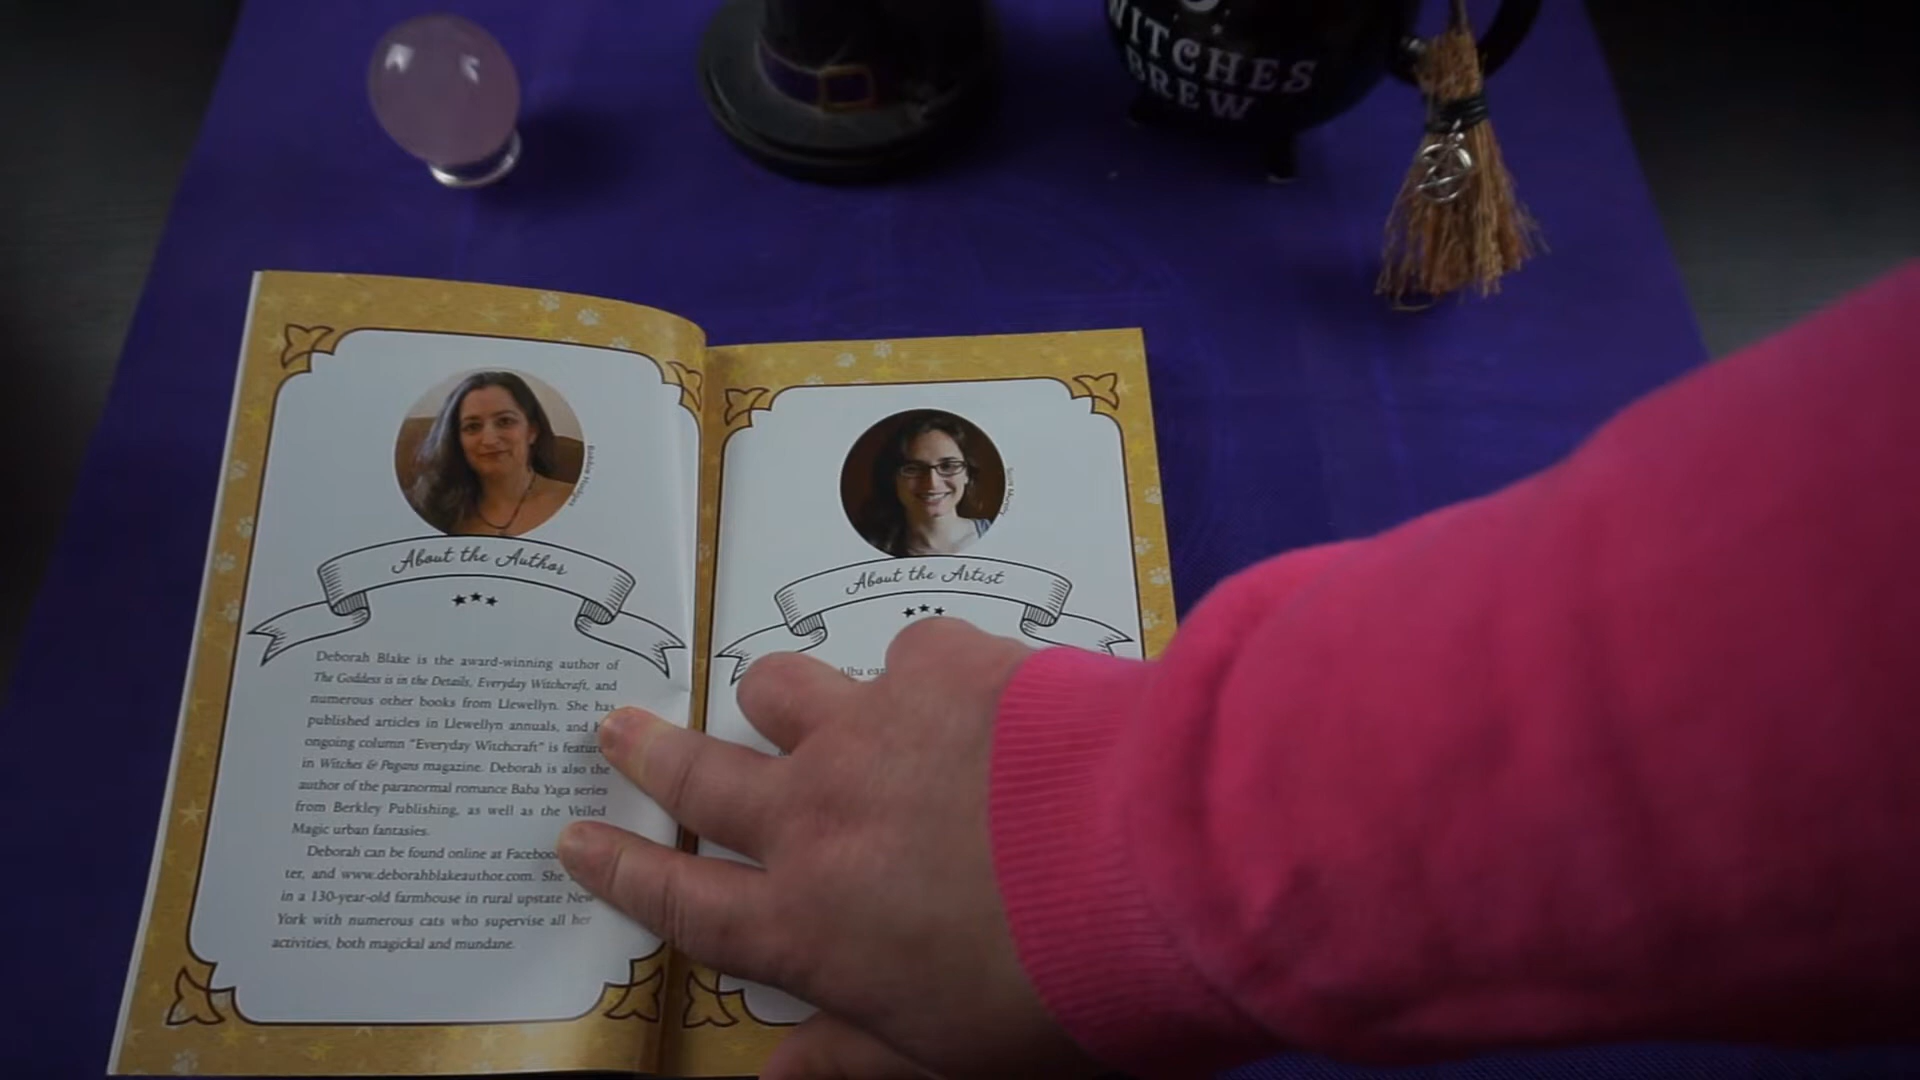 WITCHES
BREW
About the Author
Deborah Blake is the award-winning author of
The Goddess is in the Details, Everyday Witchcraft, and
numerous other books from Llewellyn. She has
published articles in Llewellyn annuals, and
ongoing column "Everyday Witchcraft" is
in Witches & Pagans magazine. Deborah is also the
author of the paranormal romance Baba Yaga series
from Berkley Publishing, as well as the Veiled
Magic urban fantasies.
Deborah can be found online at
ter, and www.deborahblakeauthor.com. She
in a 130-year-old farmhouse in rural upstate New
York with numerous cats who supervise all her
activities, both magickal and mundane.
About the Artist
Alba